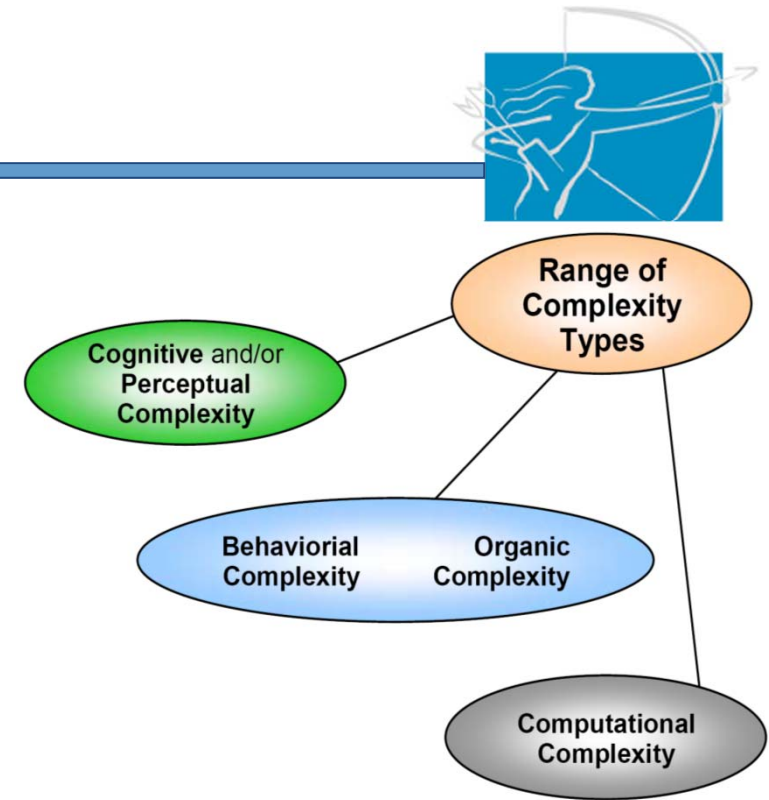 Range of
Complexity
Types
Cognitive and/or
Perceptual
Complexity
Behaviorial
Complexity
Organic
Complexity
Computational
Complexity